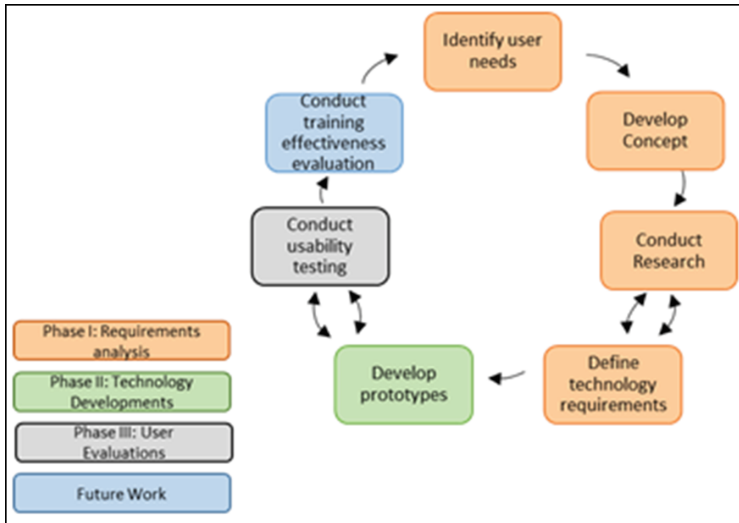 Identify user
needs
Develop
Concept
Conduct
Research
Define
technology
requirements
Develop
prototypes
Conduct
usability
testing
Conduct
training
effectiveness
evaluation
Phase I: Requirements
analysis
Phase II: Technology
Developments
Phase III: User
Evaluations
Future Work